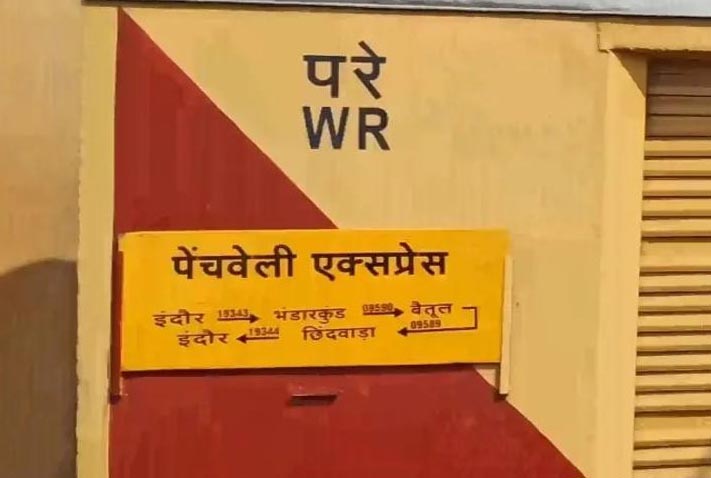 परे
WR
पेंचवेली एक्सप्रेस
इंदौर 19343 भंडारकुंड 09590 बैतूल
इंदौर 19344 छिंदवाड़ा 09589